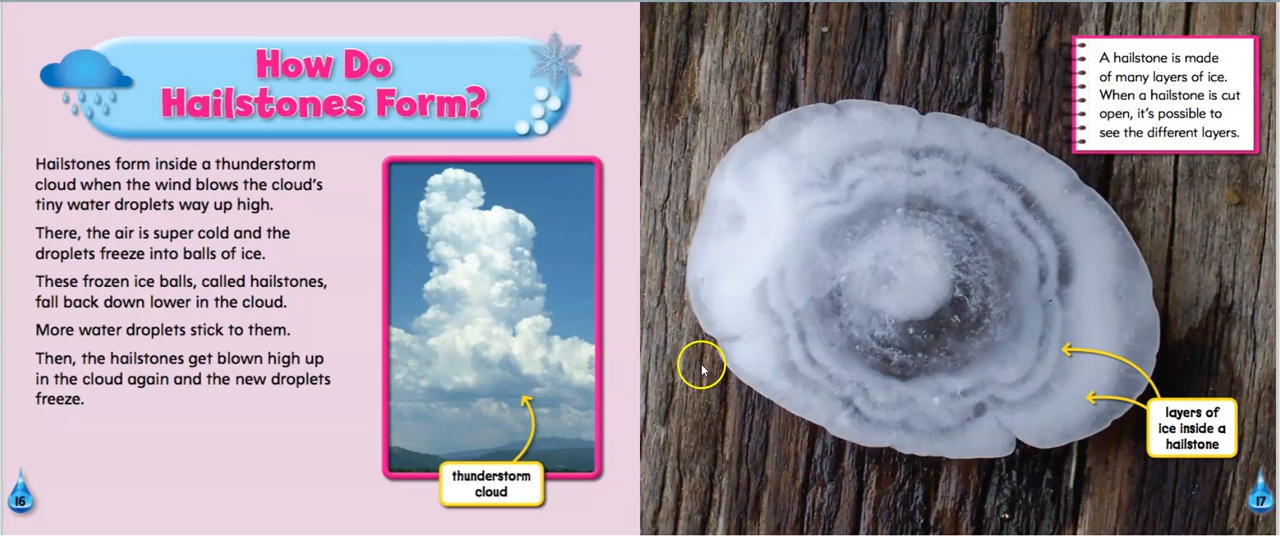 How Do
Hailstones Form?
Hailstones form inside a thunderstorm
cloud when the wind blows the cloud's
tiny water droplets way up high.
There, the air is super cold and the
droplets freeze into balls of ice.
These frozen ice balls, called hailstones,
fall back down lower in the cloud.
More water droplets stick to them.
Then, the hailstones get blown high up
in the cloud again and the new droplets
freeze.
thunderstorm
cloud
16
A hailstone is made
of many layers of ice.
When a hailstone is cut
open, it's possible to
see the different layers.
layers of
ice inside a
hailstone
17